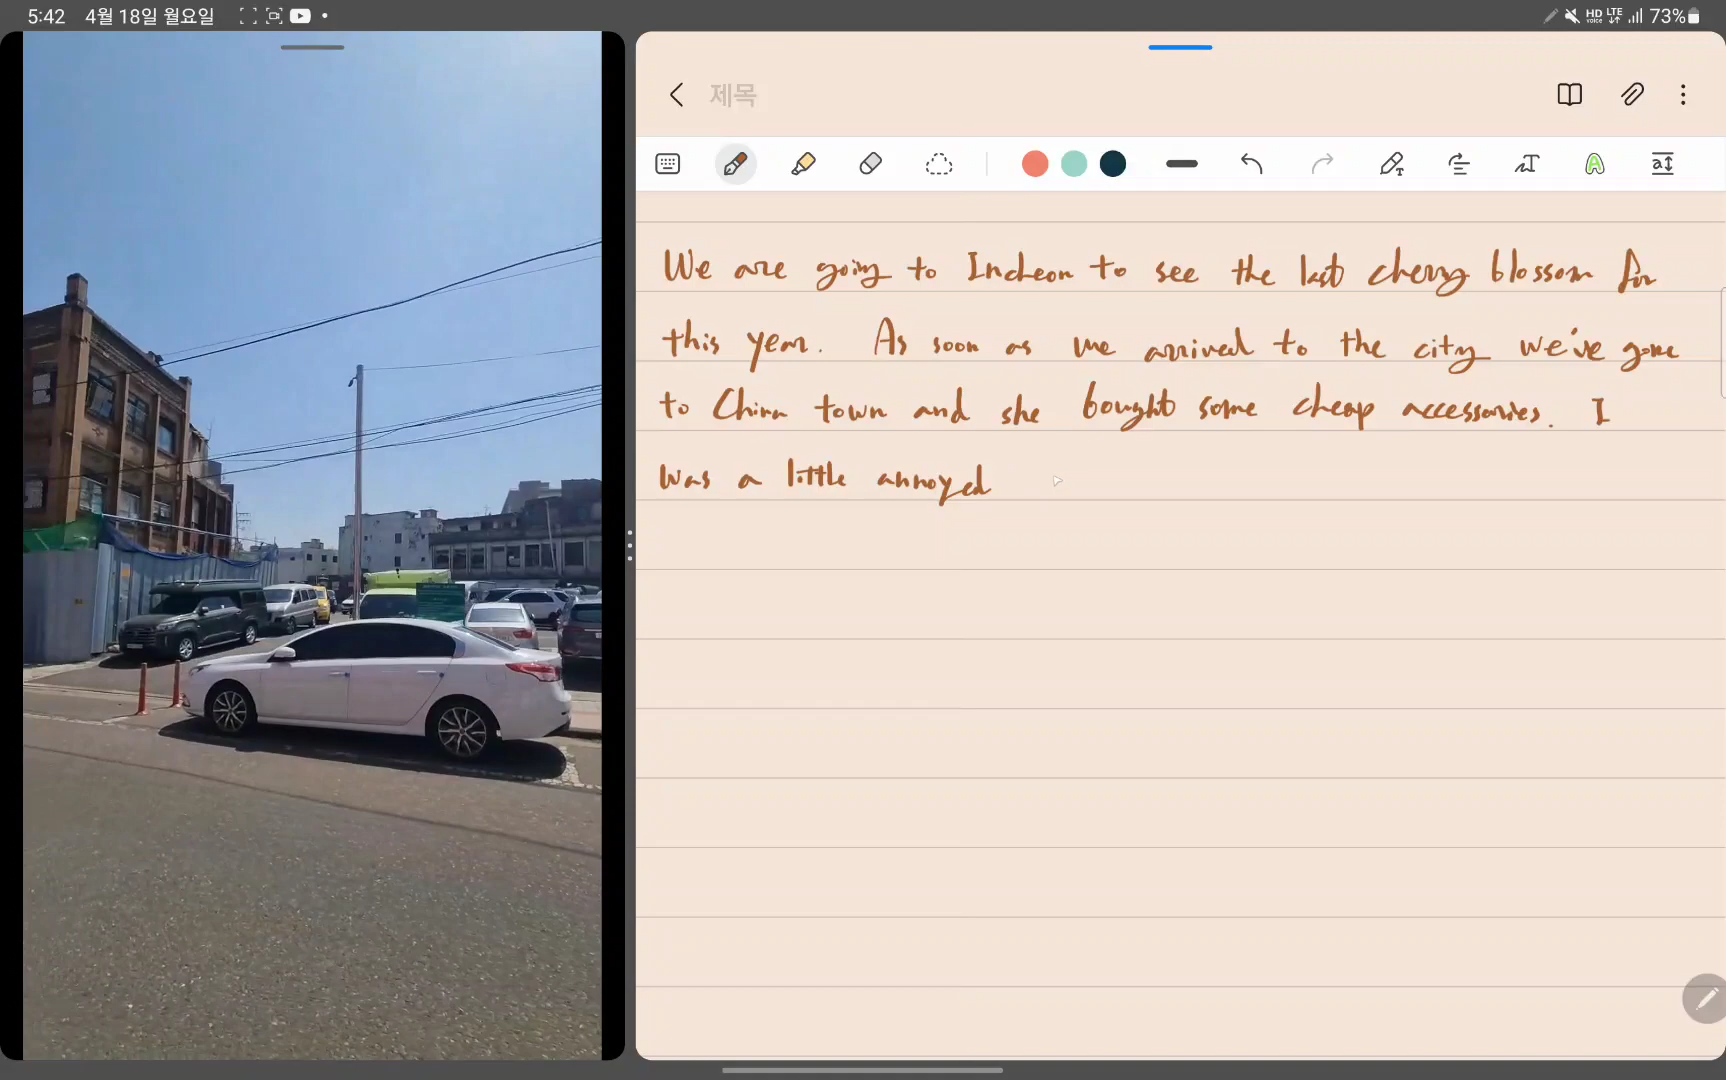 5:42 4월 18일 월요일
HD voice LTE 73%
제목
We are going to Incheon to see the last cherry blossom for
this year. As soon as we arrived to the city we've gone
to China town and she bought some cheap accessories. I
was a little annoyed